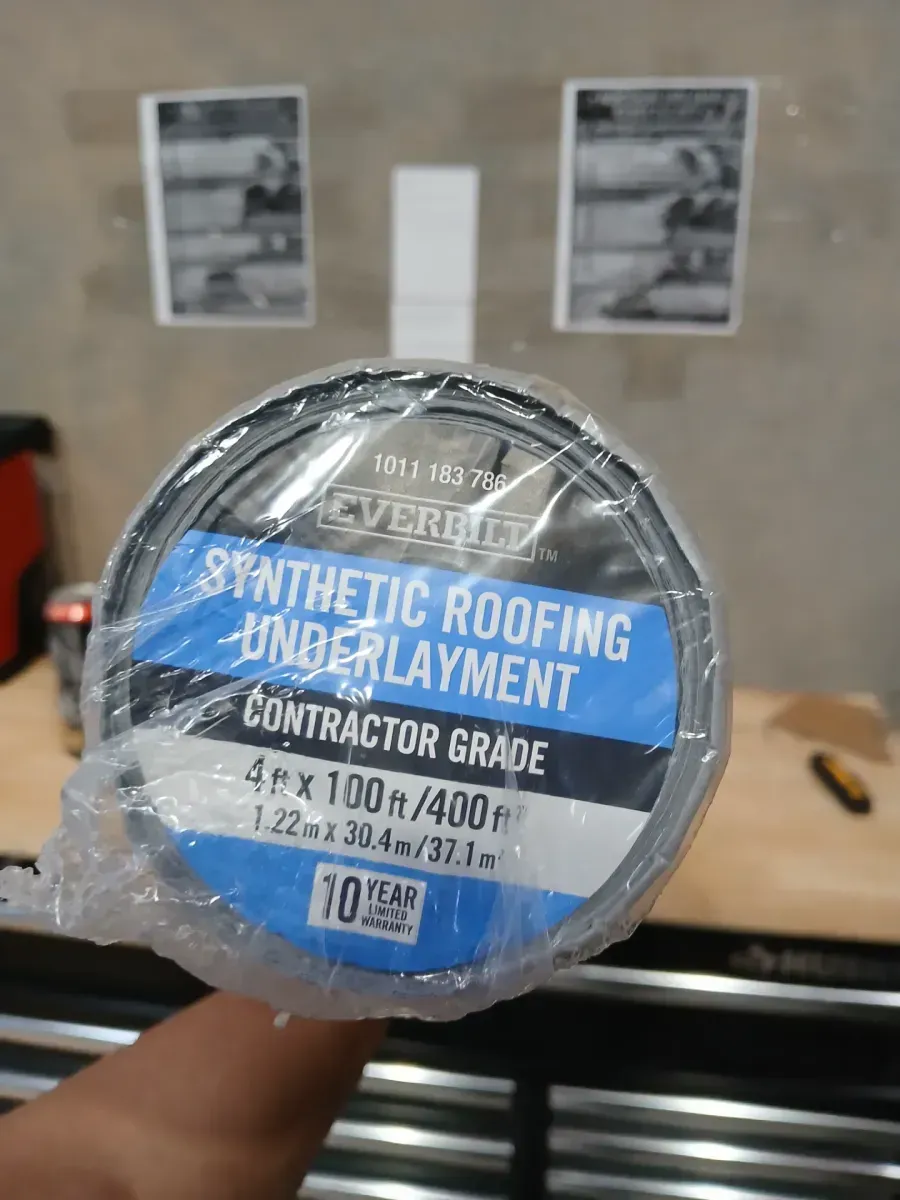 1011 183 786
EVERBILT™
SYNTHETIC ROOFING
UNDERLAYMENT
CONTRACTOR GRADE
4 ft x 100 ft /400 ft²
1.22 m x 30.4 m /37.1 m²
10 YEAR
LIMITED
WARRANTY